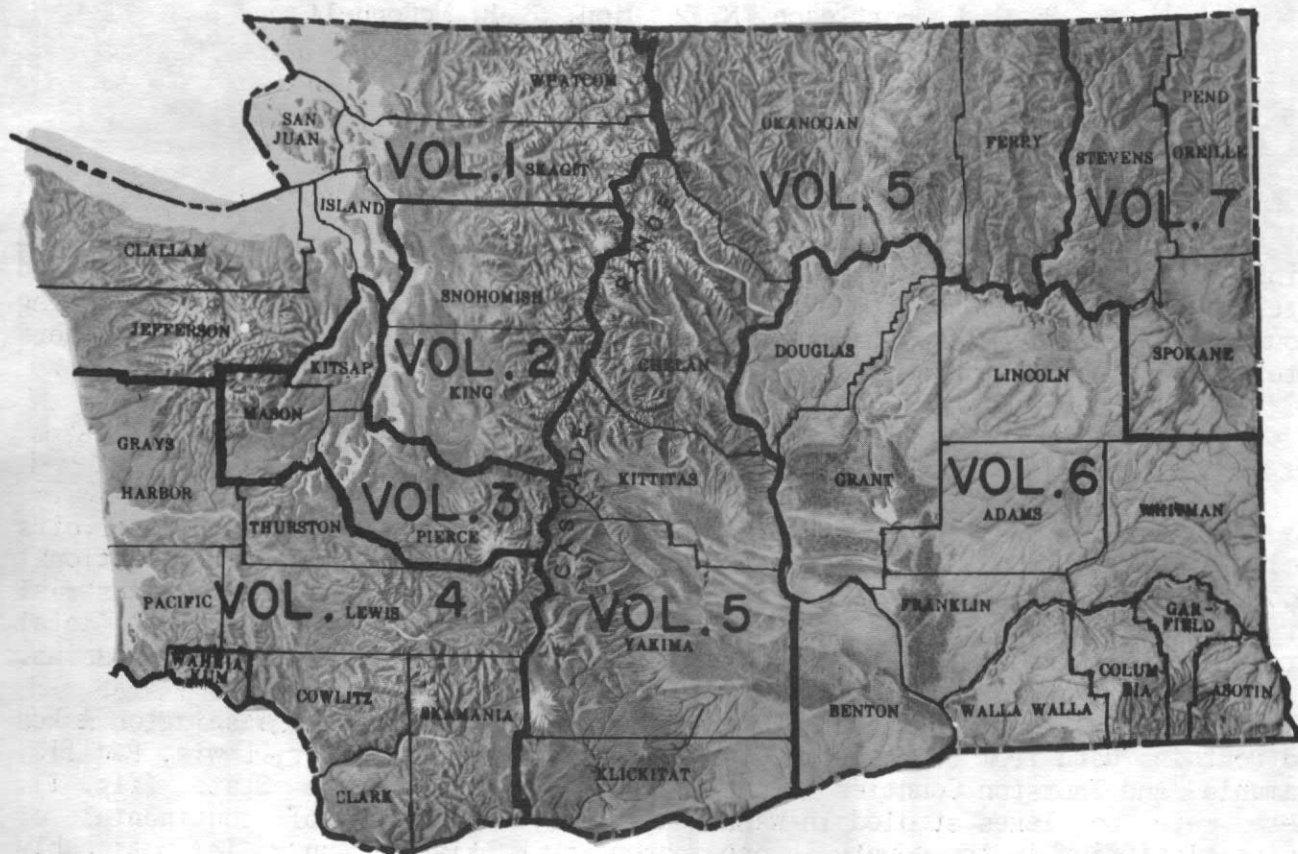 WHATCOM
SAN
JUAN
VOL. 1
SKAGIT
ISLAND
OKANOGAN
FERRY
PEND
OREILLE
STEVENS
VOL. 5
VOL. 7
CLALLAM
SNOHOMISH
JEFFERSON
KITSAP
VOL. 2
KING
CASCADE RANGE
CHELAN
DOUGLAS
LINCOLN
SPOKANE
MASON
GRAYS
HARBOR
KITTITAS
GRANT
VOL. 6
ADAMS
WHITMAN
THURSTON
VOL. 3
PIERCE
PACIFIC
VOL. 4
LEWIS
VOL. 5
YAKIMA
FRANKLIN
GAR-
FIELD
WAHKIA
KUM
COWLITZ
SKAMANIA
BENTON
WALLA WALLA
COLUM
BIA
ASOTIN
KLICKITAT
CLARK